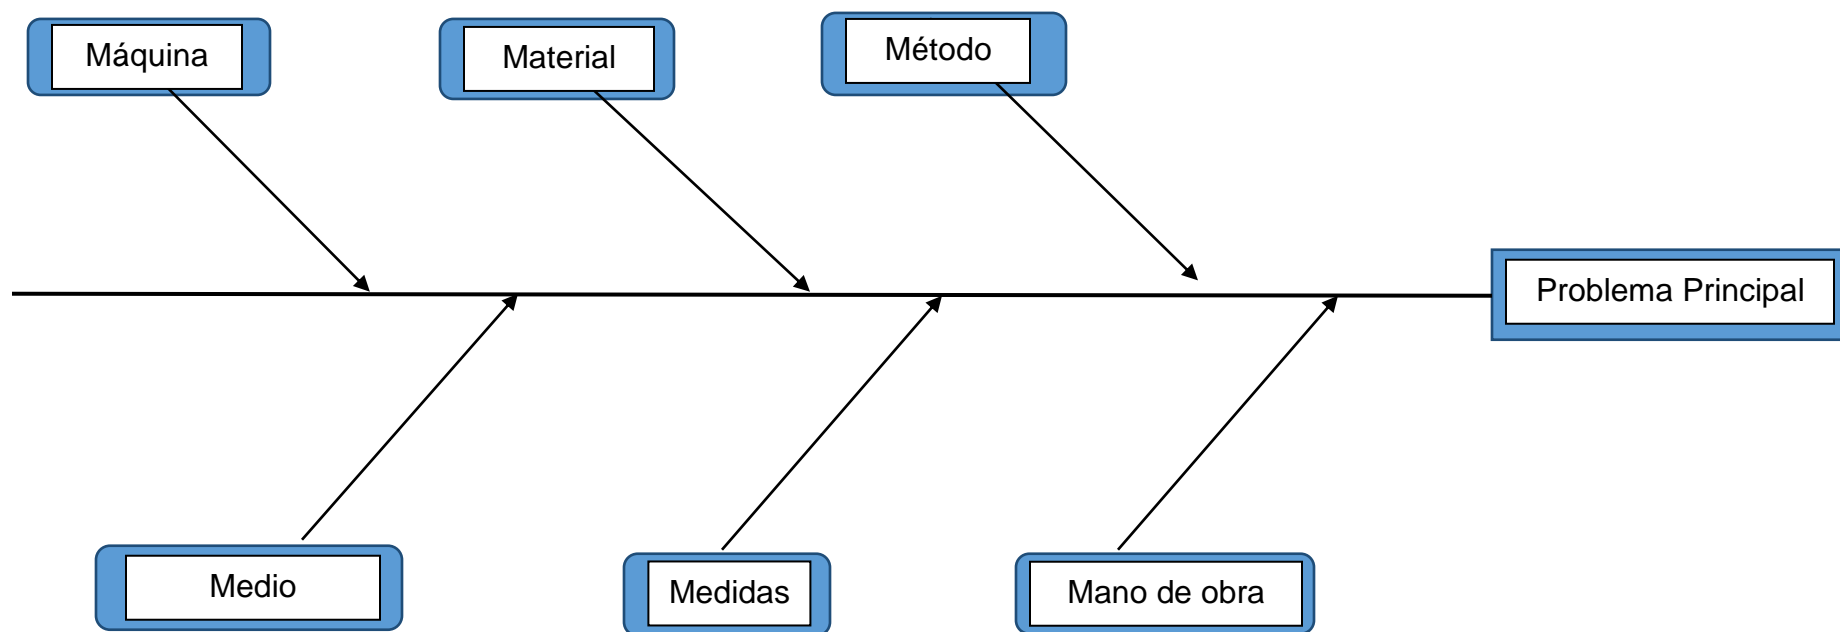 Máquina
Material
Método
Problema Principal
Medio
Medidas
Mano de obra